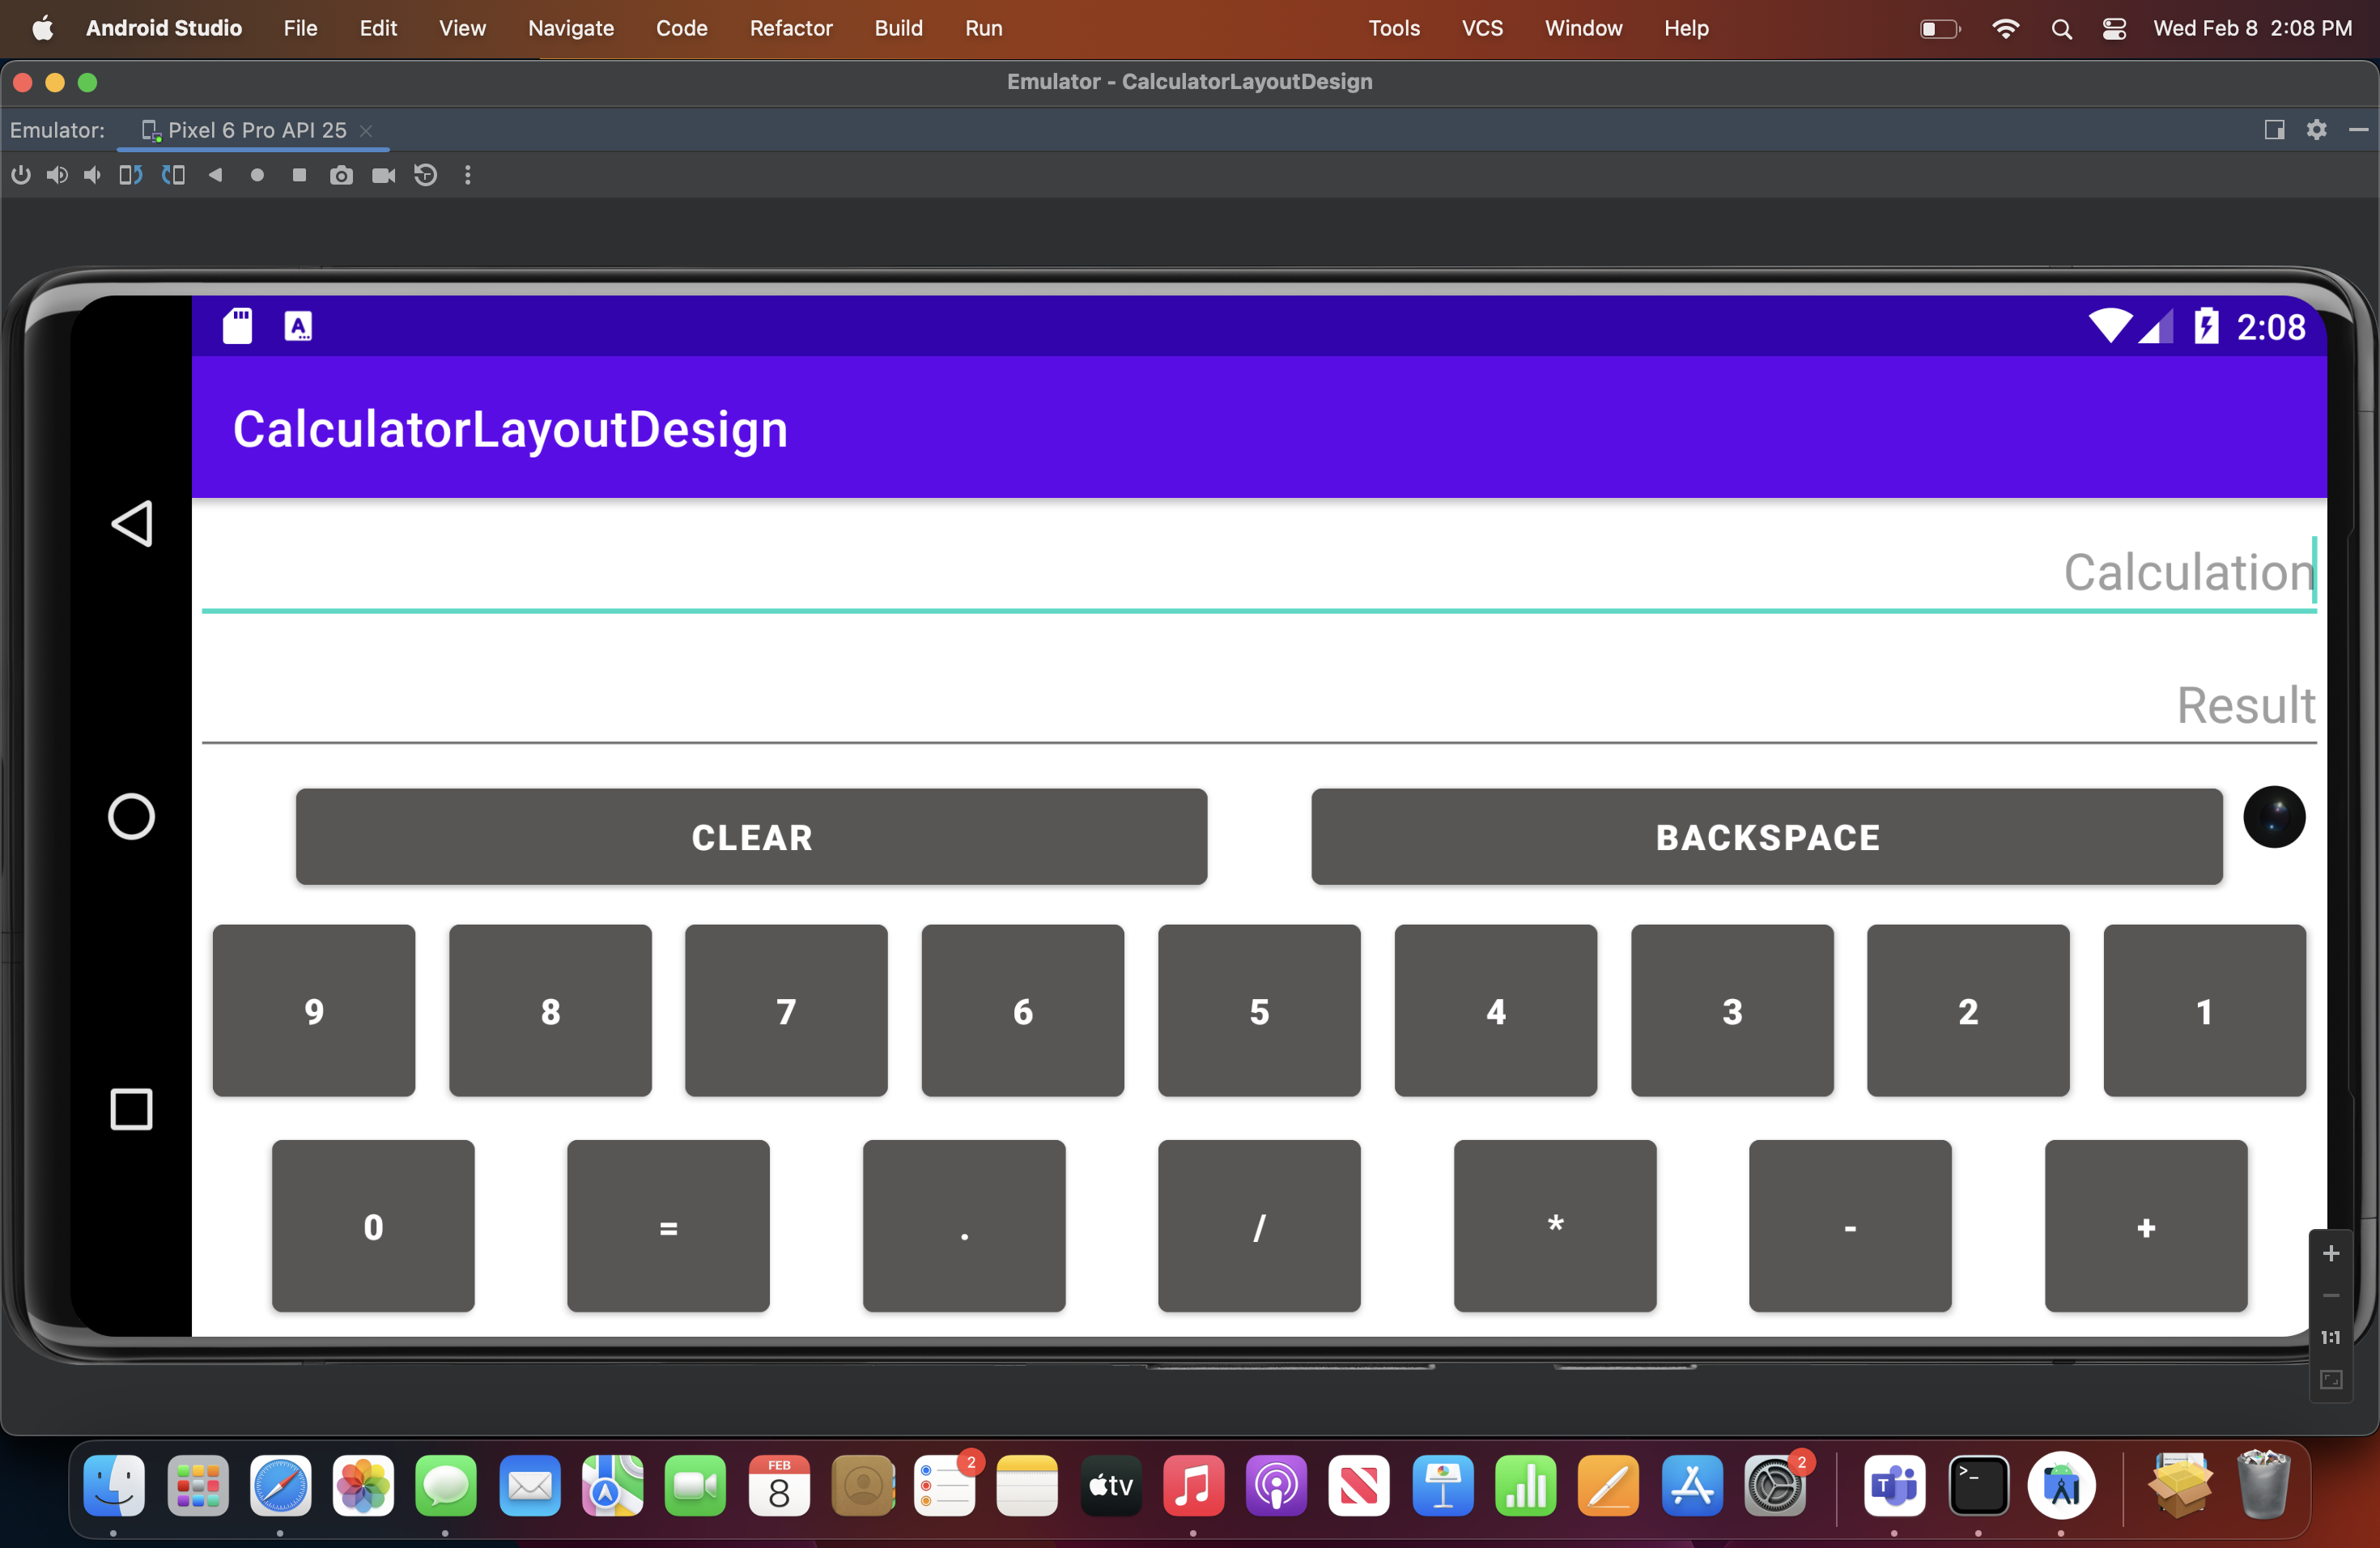 Android Studio File Edit View Navigate Code Refactor Build Run Tools VCS Window Help Wed Feb 8 2:08 PM
Emulator - CalculatorLayoutDesign
Emulator: Pixel 6 Pro API 25
A 2:08
CalculatorLayoutDesign
Calculation
Result
CLEAR BACKSPACE
9 8 7 6 5 4 3 2 1
0 = . / * - +
1:1
FEB
8
2
tv
2
T
>_